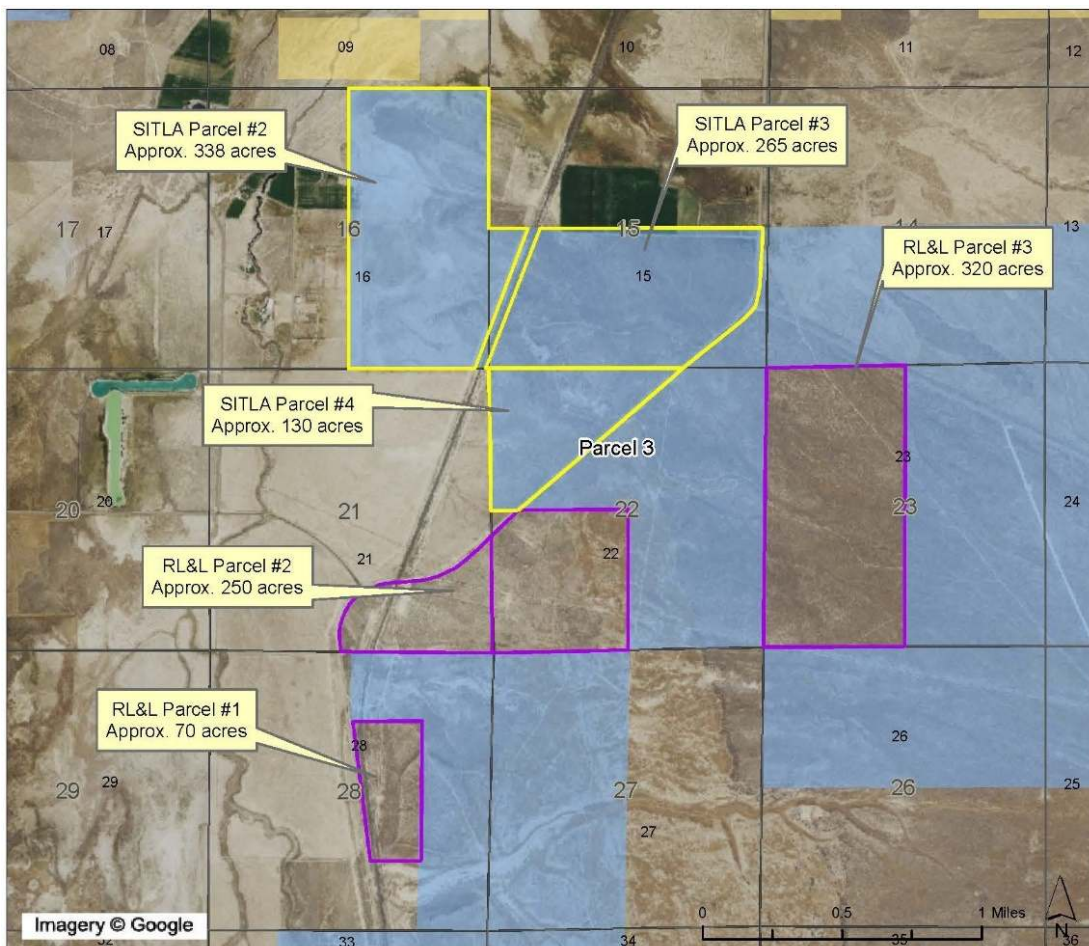 08
09
10
11
12
SITLA Parcel #2
Approx. 338 acres
SITLA Parcel #3
Approx. 265 acres
17
17
16
16
15
15
14
13
RL&L Parcel #3
Approx. 320 acres
SITLA Parcel #4
Approx. 130 acres
Parcel 3
20
20
21
21
22
22
23
23
24
RL&L Parcel #2
Approx. 250 acres
RL&L Parcel #1
Approx. 70 acres
29
29
28
28
27
27
26
26
25
Imagery © Google
0
0.5
1 Miles
N
32
33
34
35
36